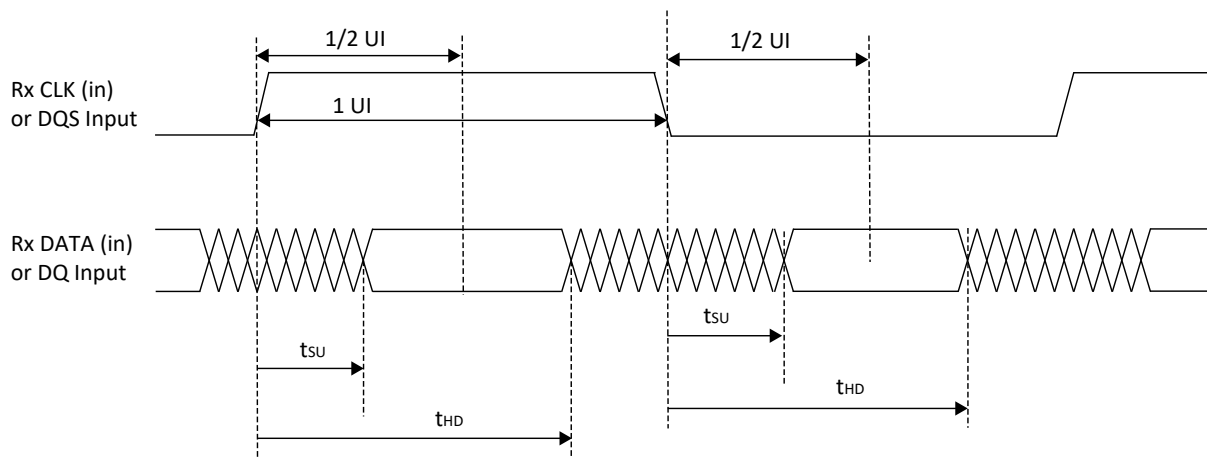 1/2 UI
1/2 UI
Rx CLK (in)
or DQS Input
1 UI
Rx DATA (in)
or DQ Input
tSU
tSU
tHD
tHD